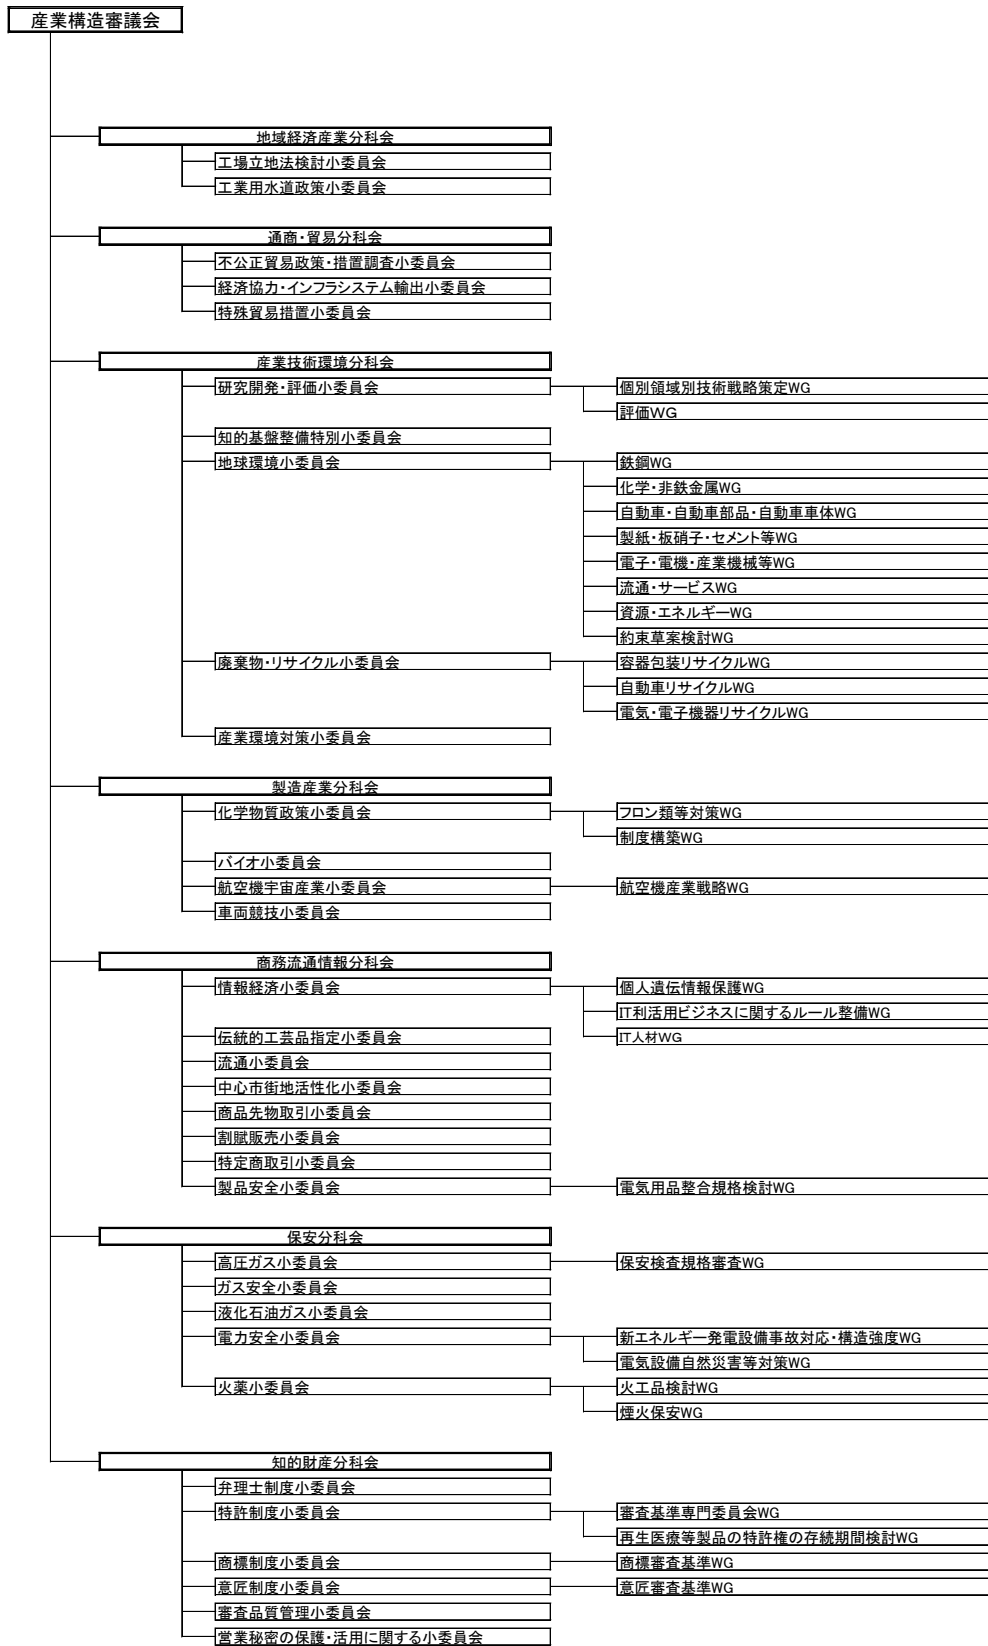 産業構造審議会
地域経済産業分科会
工場立地法検討小委員会
工業用水道政策小委員会
通商・貿易分科会
不公正貿易政策・措置調査小委員会
経済協力・インフラシステム輸出小委員会
特殊貿易措置小委員会
産業技術環境分科会
研究開発・評価小委員会
個別領域別技術戦略策定WG
評価WG
知的基盤整備特別小委員会
地球環境小委員会
鉄鋼WG
化学・非鉄金属WG
自動車・自動車部品・自動車車体WG
製紙・板硝子・セメント等WG
電子・電機・産業機械等WG
流通・サービスWG
資源・エネルギーWG
約束草案検討WG
廃棄物・リサイクル小委員会
容器包装リサイクルWG
自動車リサイクルWG
電気・電子機器リサイクルWG
産業環境対策小委員会
製造産業分科会
化学物質政策小委員会
フロン類等対策WG
制度構築WG
バイオ小委員会
航空機宇宙産業小委員会
航空機産業戦略WG
車両競技小委員会
商務流通情報分科会
情報経済小委員会
個人遺伝情報保護WG
IT利活用ビジネスに関するルール整備WG
伝統的工芸品指定小委員会
IT人材WG
流通小委員会
中心市街地活性化小委員会
商品先物取引小委員会
割賦販売小委員会
特定商取引小委員会
製品安全小委員会
電気用品整合規格検討WG
保安分科会
高圧ガス小委員会
保安検査規格審査WG
ガス安全小委員会
液化石油ガス小委員会
電力安全小委員会
新エネルギー発電設備事故対応・構造強度WG
電気設備自然災害等対策WG
火薬小委員会
火工品検討WG
煙火保安WG
知的財産分科会
弁理士制度小委員会
特許制度小委員会
審査基準専門委員会WG
再生医療等製品の特許権の存続期間検討WG
商標制度小委員会
商標審査基準WG
意匠制度小委員会
意匠審査基準WG
審査品質管理小委員会
営業秘密の保護・活用に関する小委員会